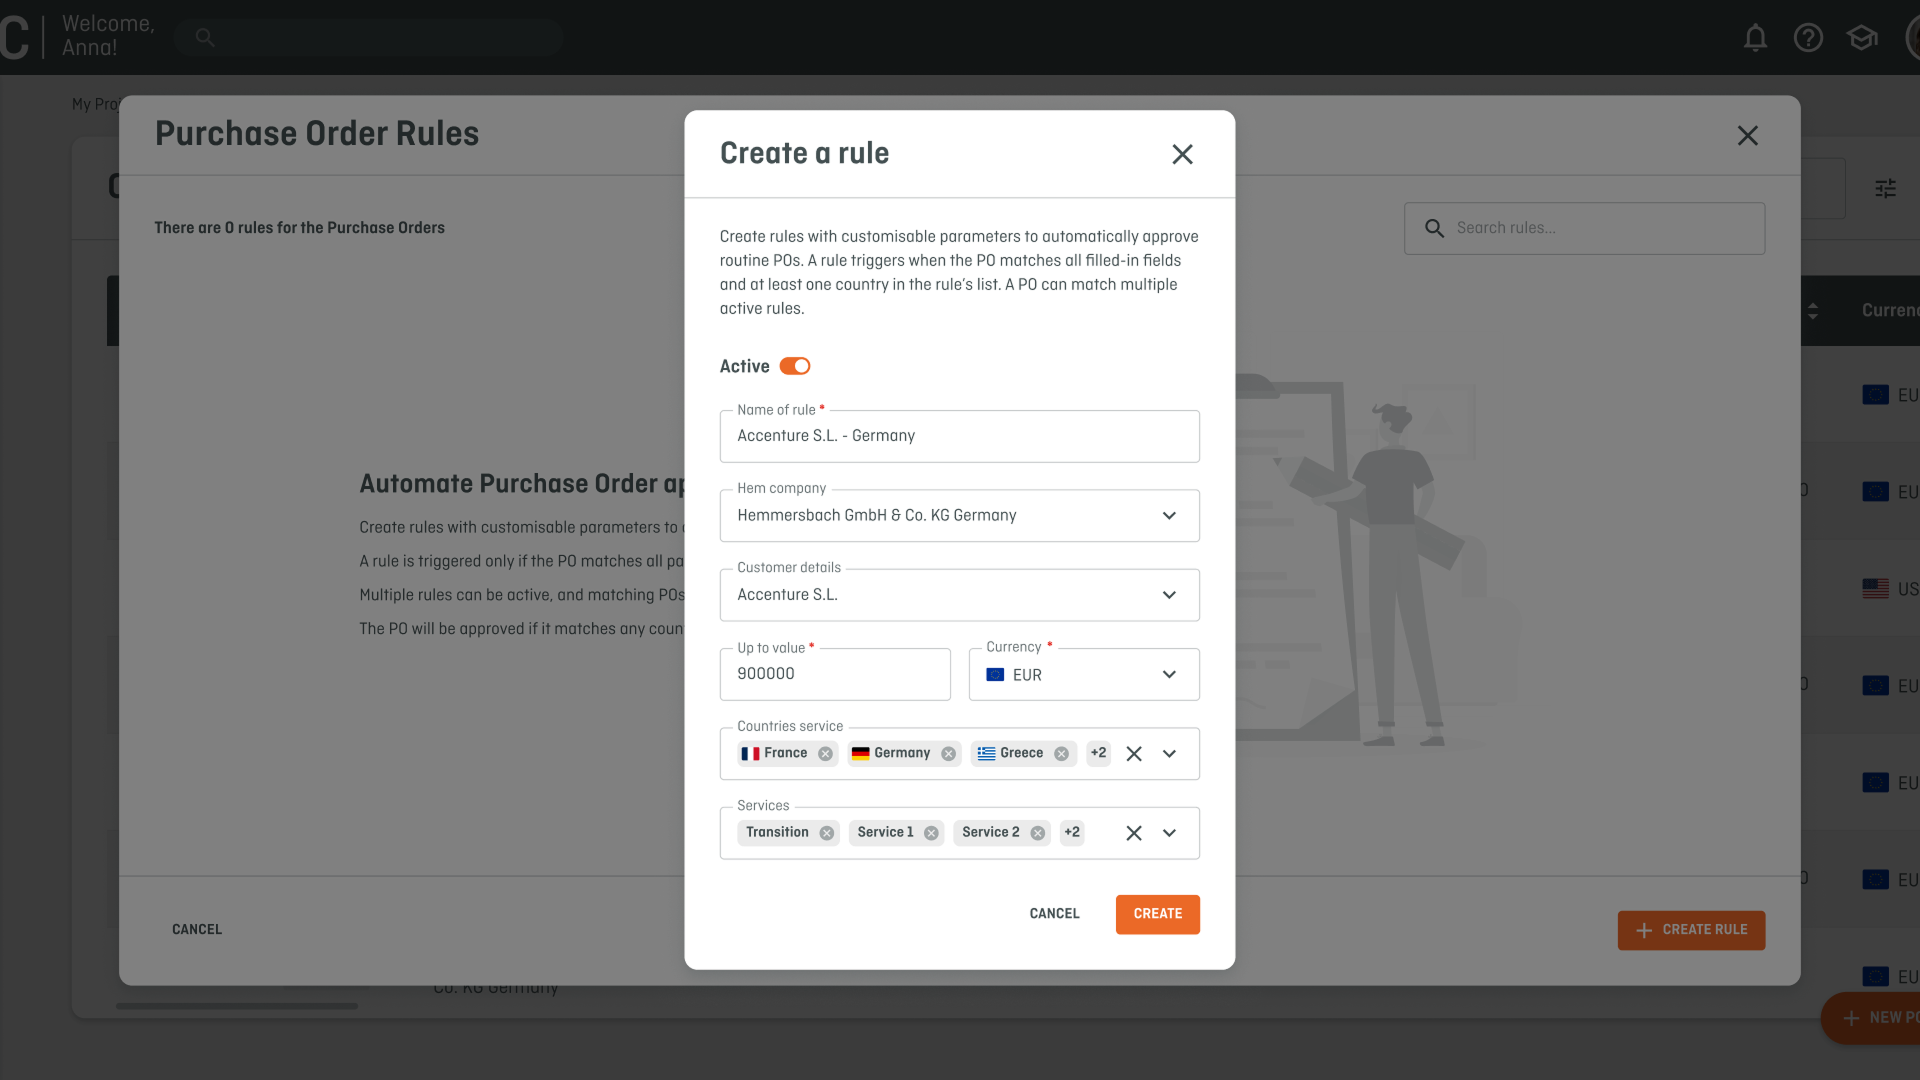 C
Welcome,
Anna!
My Proj
Purchase Order Rules
There are 0 rules for the Purchase Orders
Search rules...
Currenc
EU
0
EU
US
0
EU
EU
0
EU
EU
Automate Purchase Order ap
Create rules with customisable parameters to
A rule is triggered only if the PO matches all pa
Multiple rules can be active, and matching POs
The PO will be approved if it matches any coun
CANCEL
CREATE RULE
Co. KG Germany
NEW PO
Create a rule
Create rules with customisable parameters to automatically approve
routine POs. A rule triggers when the PO matches all filled-in fields
and at least one country in the rule's list. A PO can match multiple
active rules.
Active
Name of rule *
Accenture S.L. - Germany
Hem company
Hemmersbach GmbH & Co. KG Germany
Customer details
Accenture S.L.
Up to value *
900000
Currency *
EUR
Countries service
France Germany Greece +2
Services
Transition Service 1 Service 2 +2
CANCEL
CREATE